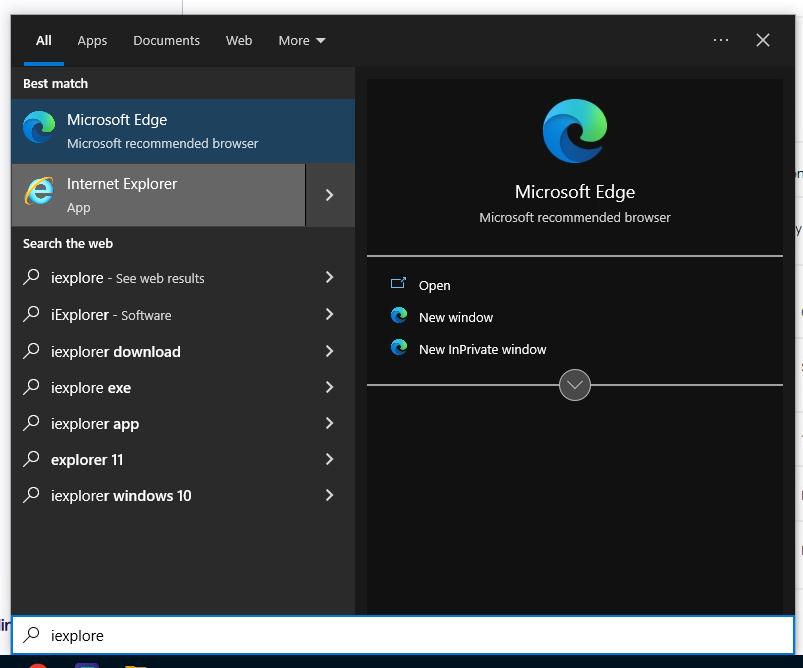 All Apps Documents Web More
Best match
Microsoft Edge
Microsoft recommended browser
Internet Explorer
App
Search the web
iexplore - See web results
iExplorer - Software
iexplorer download
iexplore exe
iexplorer app
explorer 11
iexplorer windows 10
Microsoft Edge
Microsoft recommended browser
Open
New window
New InPrivate window
iexplore